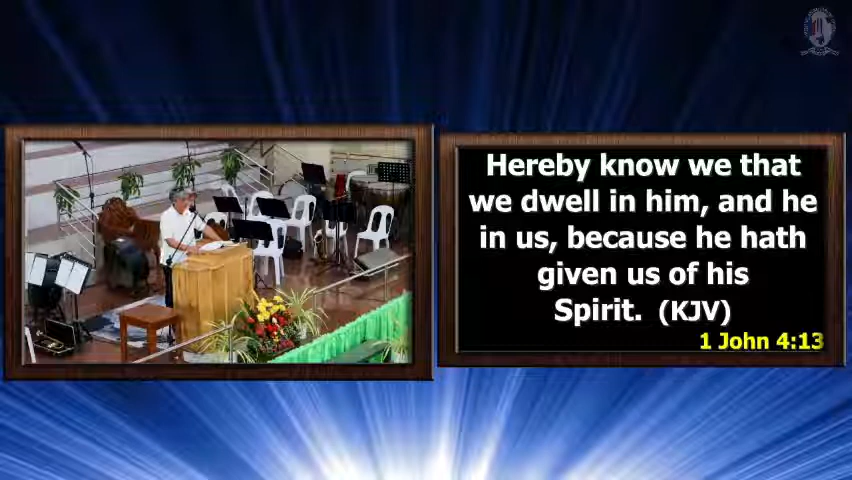 Hereby know we that
we dwell in him, and he
in us, because he hath
given us of his
Spirit. (KJV)
1 John 4:13